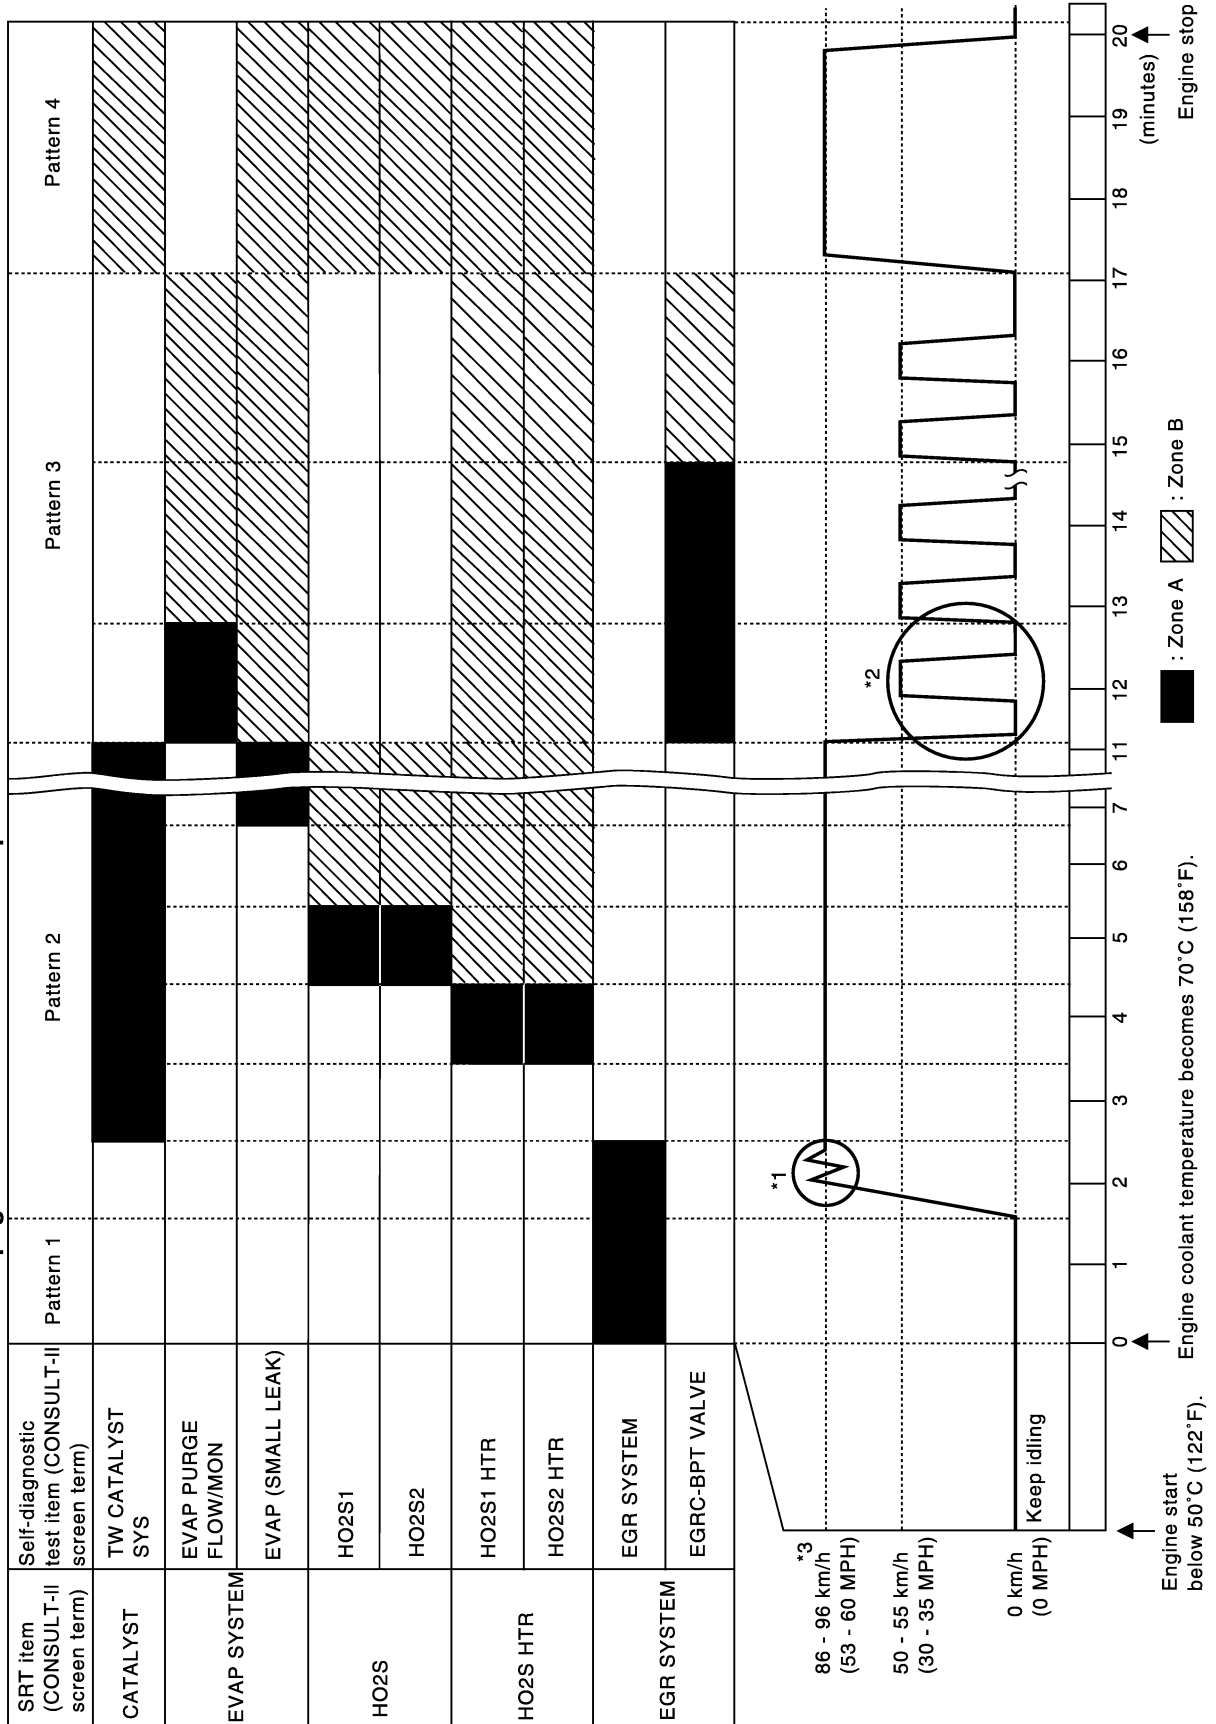 SRT item
(CONSULT-II
screen term)
Self-diagnostic
test item (CONSULT-II
screen term)
Pattern 1
Pattern 2
Pattern 3
Pattern 4
CATALYST
TW CATALYST
SYS
EVAP SYSTEM
EVAP PURGE
FLOW/MON
EVAP (SMALL LEAK)
HO2S
HO2S1
HO2S2
HO2S HTR
HO2S1 HTR
HO2S2 HTR
EGR SYSTEM
EGR SYSTEM
EGRC-BPT VALVE
*3
86 - 96 km/h
(53 - 60 MPH)
50 - 55 km/h
(30 - 35 MPH)
0 km/h
(0 MPH)
Keep idling
*1
*2
0 1 2 3 4 5 6 7 11 12 13 14 15 16 17 18 19 20
(minutes)
Engine start
below 50˚C (122˚F).
Engine coolant temperature becomes 70˚C (158˚F).
: Zone A
: Zone B
Engine stop